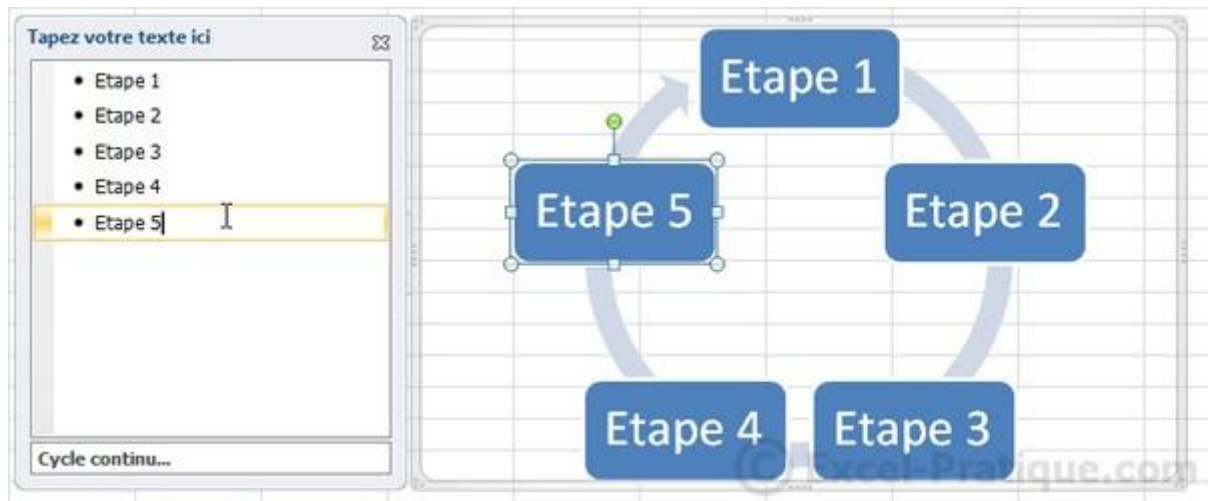 Tapez votre texte ici
• Etape 1
• Etape 2
• Etape 3
• Etape 4
• Etape 5
Cycle continu...
Etape 1
Etape 5
Etape 2
Etape 4
Etape 3
© Excel-Pratique.com